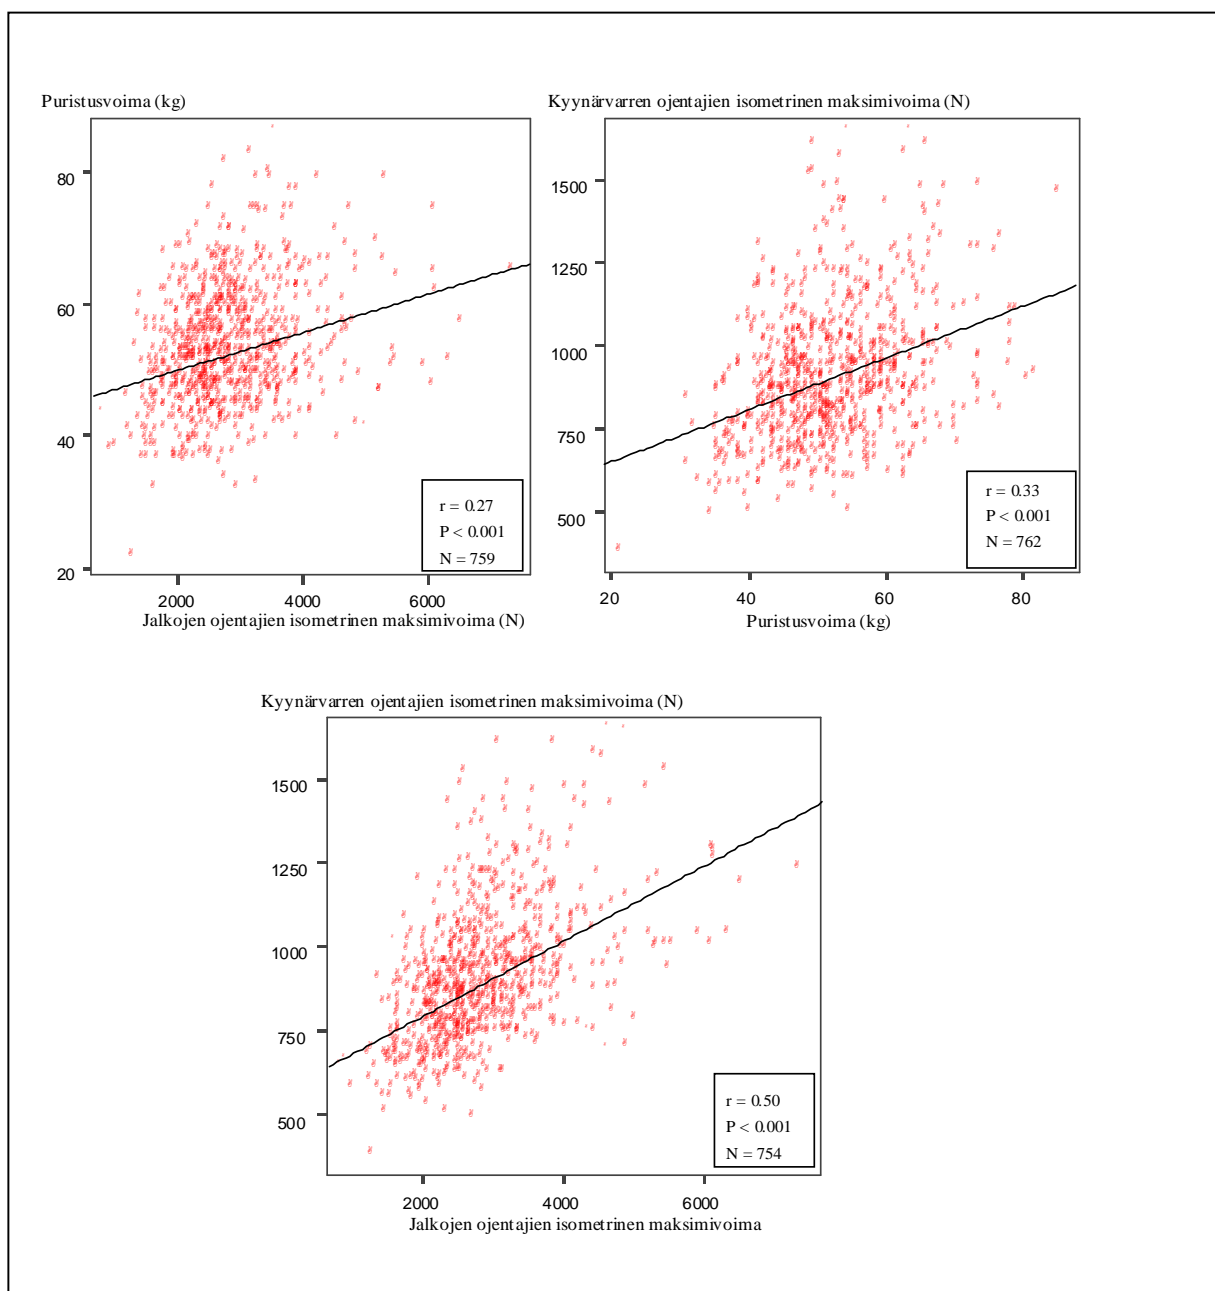 Puristusvoima (kg)
80
60
40
20
2000 4000 6000
Jalkojen ojentajien isometrinen maksimivoima (N)
r = 0.27
P < 0.001
N = 759
Kyynärvarren ojentajien isometrinen maksimivoima (N)
1500
1250
1000
750
500
20 40 60 80
Puristusvoima (kg)
r = 0.33
P < 0.001
N = 762
Kyynärvarren ojentajien isometrinen maksimivoima (N)
1500
1250
1000
750
500
2000 4000 6000
Jalkojen ojentajien isometrinen maksimivoima
r = 0.50
P < 0.001
N = 754